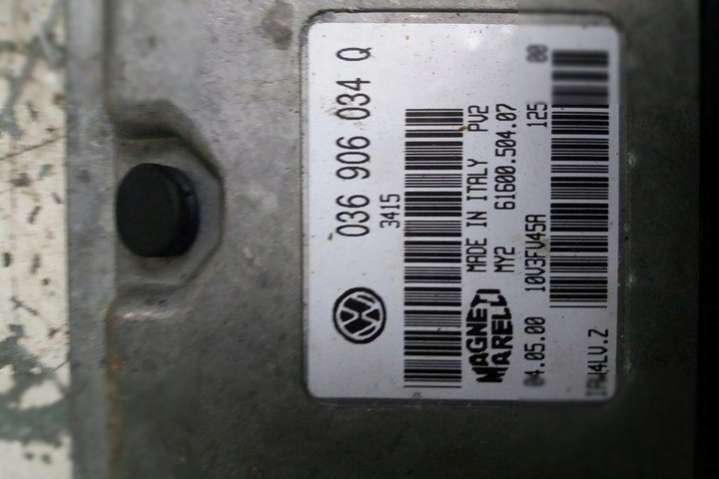 036 906 034 Q
3415
MAGNETI MARELLI
MADE IN ITALY PV2
MY2 61600.504.07
04.05.00 10V3FV45A 125 00
IAW4LV.Z